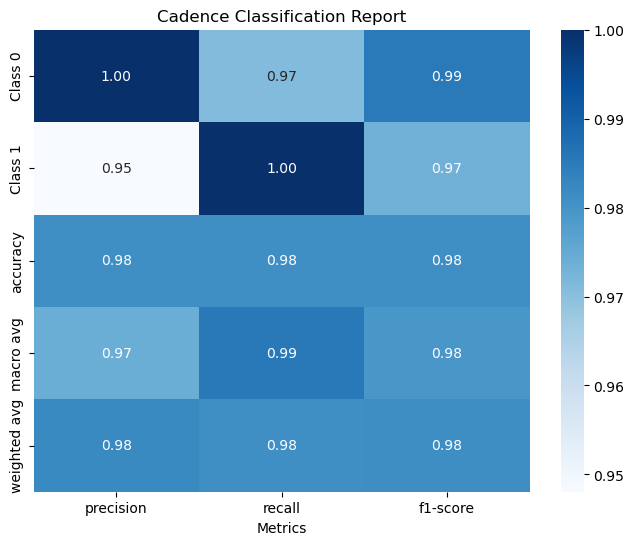 Cadence Classification Report
Class 0 1.00 0.97 0.99
Class 1 0.95 1.00 0.97
accuracy 0.98 0.98 0.98
macro avg 0.97 0.99 0.98
weighted avg 0.98 0.98 0.98
precision recall f1-score
Metrics
1.00
0.99
0.98
0.97
0.96
0.95